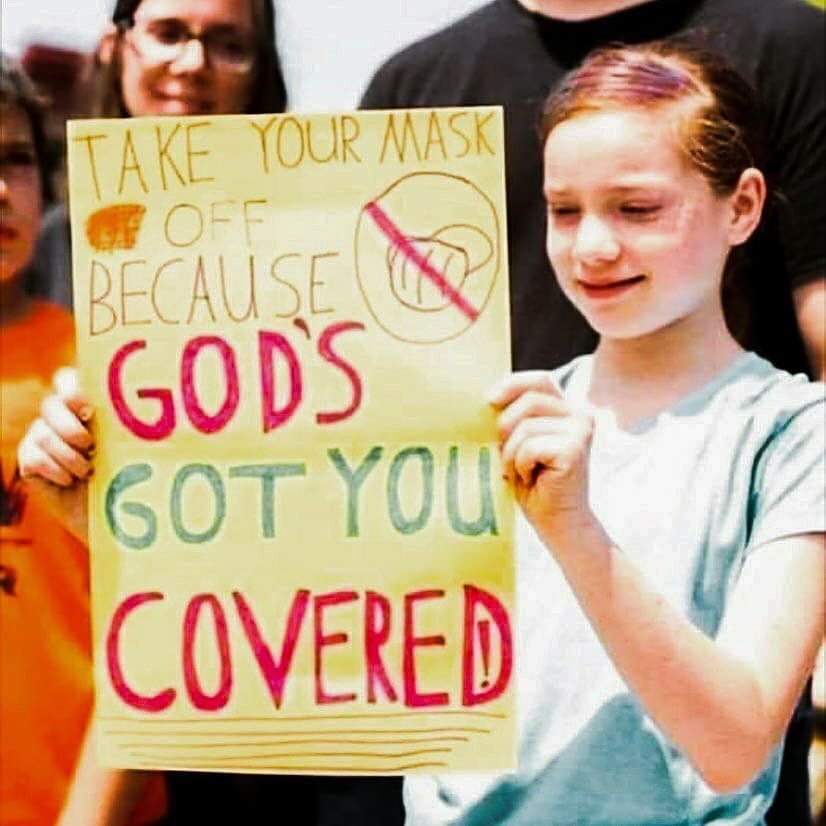 TAKE YOUR MASK
OFF
BECAUSE
GOD'S
GOT YOU
COVERED!